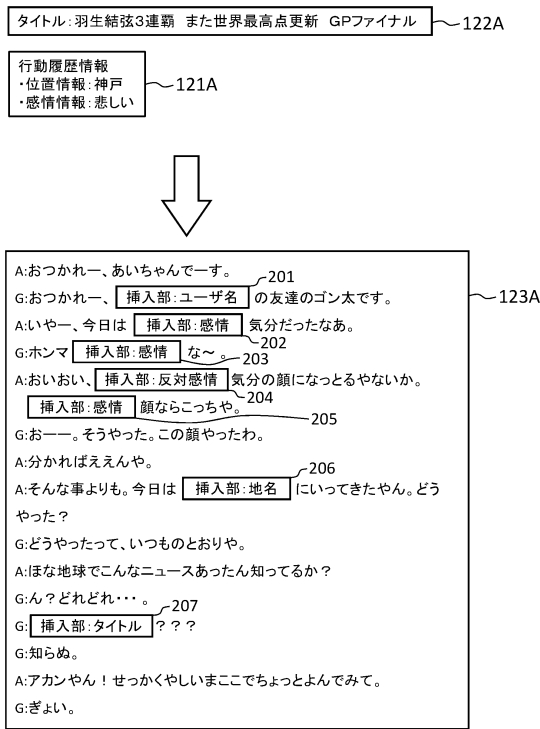 タイトル：羽生結弦３連覇　また世界最高点更新　GPファイナル
122A
行動履歴情報
・位置情報：神戸
・感情情報：悲しい
121A
A:おつかれー、あいちゃんでーす。
201
G:おつかれー、 挿入部：ユーザ名 の友達のゴン太です。
123A
A:いやー、今日は 挿入部：感情 気分だったなあ。
202
G:ホンマ 挿入部：感情 な～ 。
203
A:おいおい、 挿入部：反対感情 気分の顔になっとるやないか。
204
挿入部：感情 顔ならこっちや。
205
G:おーー。そうやった。この顔やったわ。
A:分かればええんや。
206
A:そんな事よりも。今日は 挿入部：地名 にいってきたやん。どう
やった？
G:どうやったって、いつものとおりや。
A:ほな地球でこんなニュースあったん知ってるか？
G:ん？どれどれ・・・ 。
207
G: 挿入部：タイトル ？？？
G:知らぬ。
A:アカンやん！せっかくやしいまここでちょっとよんでみて。
G:ぎょい。